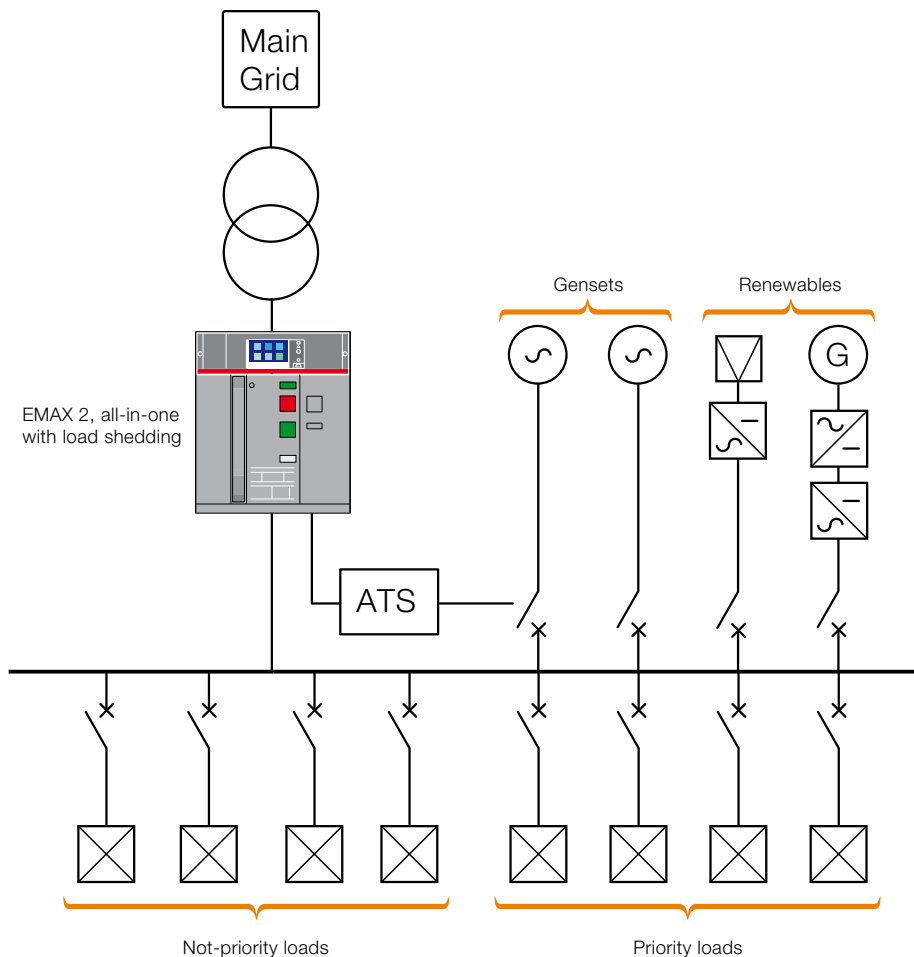 Main
Grid
Gensets
Renewables
G
EMAX 2, all-in-one
with load shedding
ATS
Not-priority loads
Priority loads